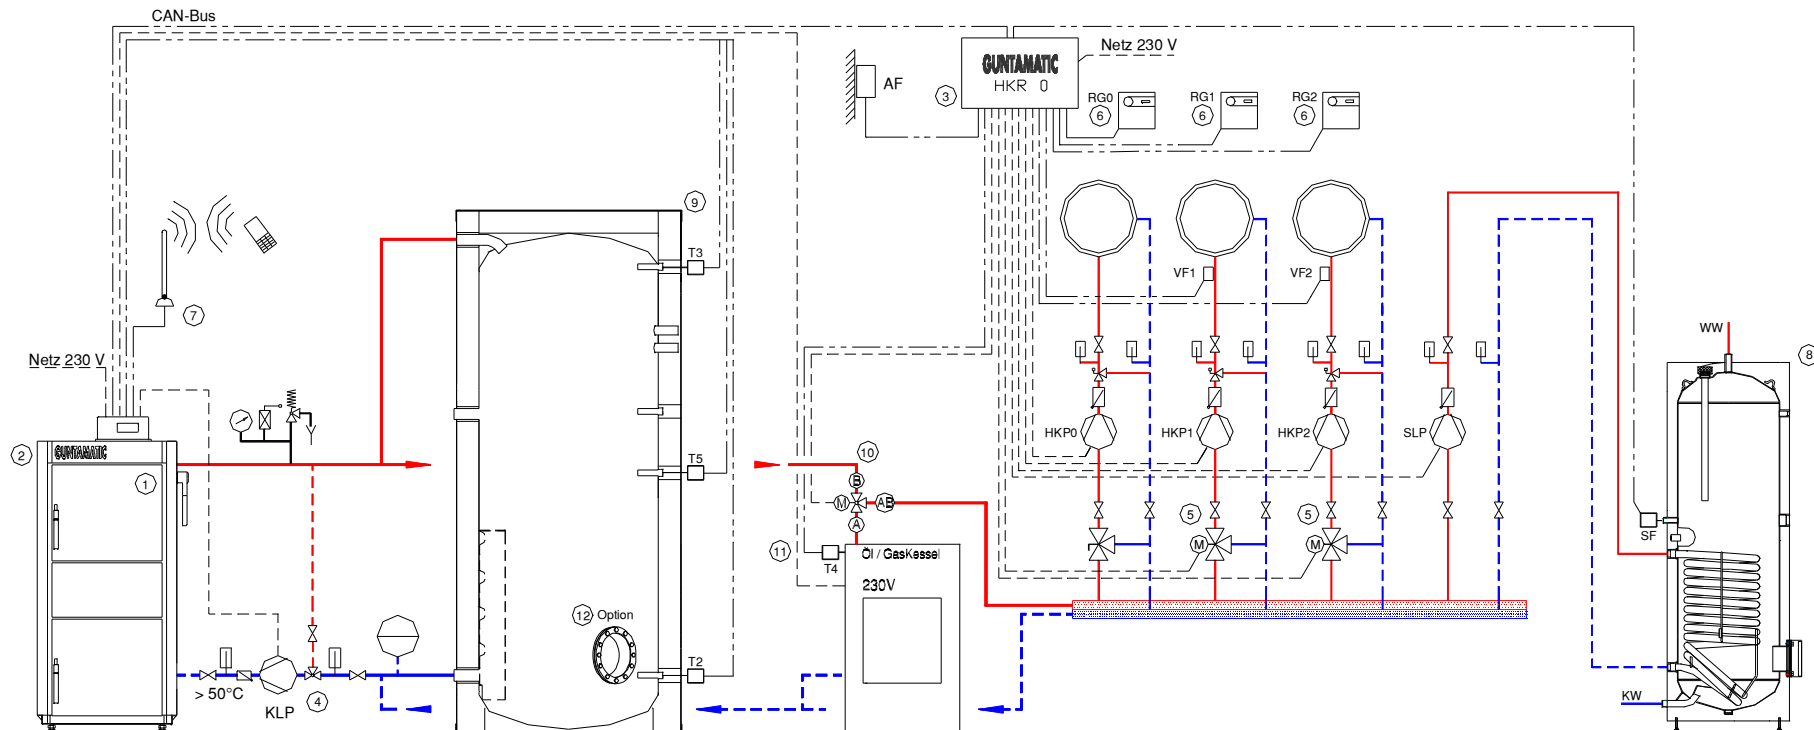 CAN-Bus
GUNTAMATIC
HKR 0
Netz 230 V
AF
3
RG0
6
RG1
6
RG2
6
9
T3
VF1
VF2
7
WW
8
Netz 230 V
HKP0
HKP1
HKP2
SLP
2
GUNTAMATIC
1
10
T5
B
M
AB
A
5
5
SF
11
T4
Öl / GasKessel
M
M
230V
12 Option
T2
> 50°C
4
KLP
KW